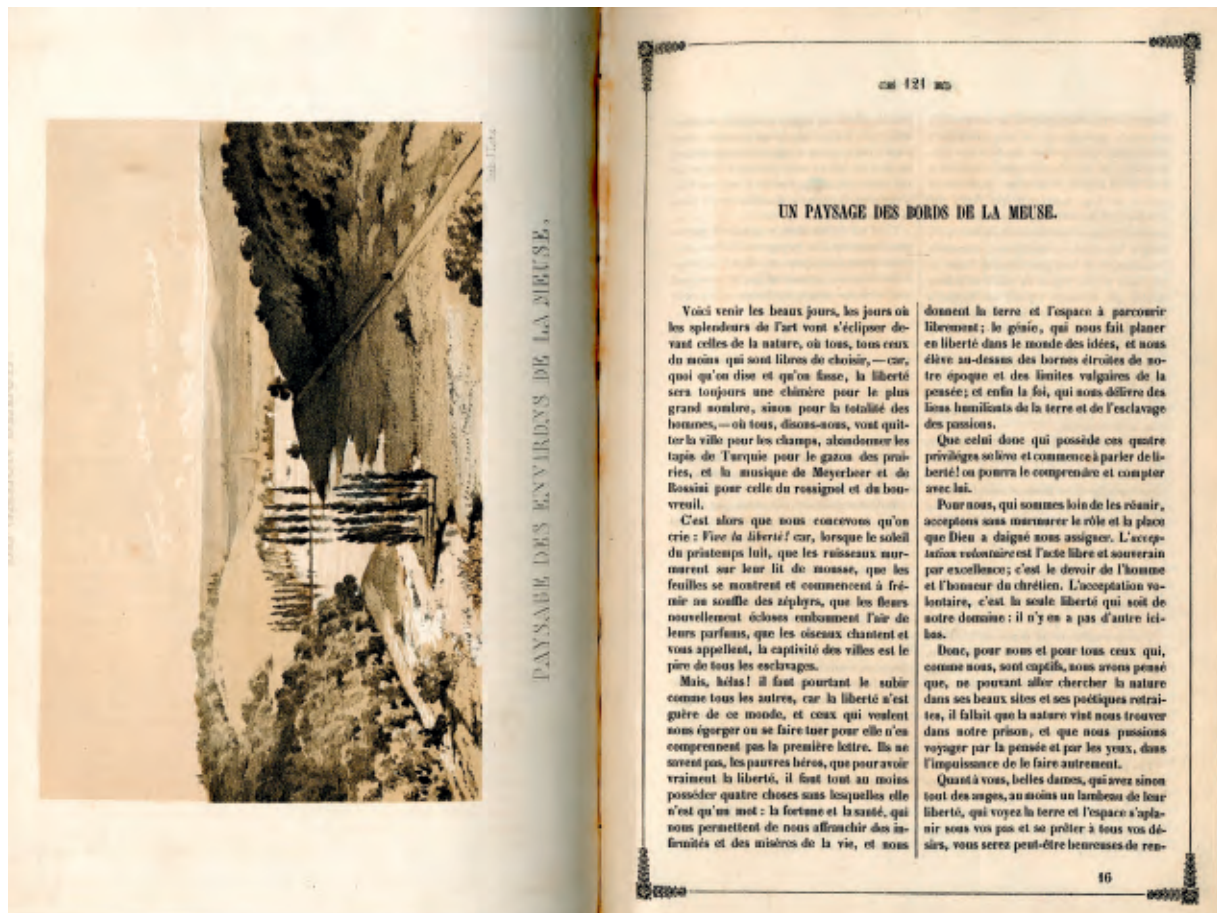 PAYSAGE DES ENVIRONS DE LA MEUSE.
121
UN PAYSAGE DES BORDS DE LA MEUSE.
Voici venir les beaux jours, les jours où
les splendeurs de l'art vont s'éclipser de-
vant celles de la nature, où tous, tous ceux
du moins qui sont libres de choisir, — car,
quoi qu'on dise et qu'on fasse, la liberté
sera toujours une chimère pour le plus
grand nombre, sinon pour la totalité des
hommes, — où tous, disons-nous, vont quit-
ter la ville pour les champs, abandonner les
tapis de Turquie pour le gazon des prai-
ries, et la musique de Meyerbeer et de
Rossini pour celle du rossignol et du bou-
vreuil.
C'est alors que nous concevons qu'on
crie : Vive la liberté! car, lorsque le soleil
du printemps luit, que les ruisseaux mur-
murent sur leur lit de mousse, que les
feuilles se montrent et commencent à fré-
mir au souffle des zéphyrs, que les fleurs
nouvellement écloses embaument l'air de
leurs parfums, que les oiseaux chantent et
vous appellent, la captivité des villes est le
pire de tous les esclavages.
Mais, hélas! il faut pourtant le subir
comme tous les autres, car la liberté n'est
guère de ce monde, et ceux qui veulent
nous égorger ou se faire tuer pour elle n'en
comprennent pas la première lettre. Ils ne
savent pas, les pauvres héros, que pour avoir
vraiment la liberté, il faut tout au moins
posséder quatre choses sans lesquelles elle
n'est qu'un mot : la fortune et la santé, qui
nous permettent de nous affranchir des in-
firmités et des misères de la vie, et nous
donnent la terre et l'espace à parcourir
librement; le génie, qui nous fait planer
en liberté dans le monde des idées, et nous
élève au-dessus des bornes étroites de no-
tre époque et des limites vulgaires de la
pensée; et enfin la foi, qui nous délivre des
liens humiliants de la terre et de l'esclavage
des passions.
Que celui donc qui possède ces quatre
priviléges se lève et commence à parler de li-
berté! on pourra le comprendre et compter
avec lui.
Pour nous, qui sommes loin de les réunir,
acceptons sans murmurer le rôle et la place
que Dieu a daigné nous assigner. L'accep-
tation volontaire est l'acte libre et souverain
par excellence; c'est le devoir de l'homme
et l'honneur du chrétien. L'acceptation vo-
lontaire, c'est la seule liberté qui soit de
notre domaine : il n'y en a pas d'autre ici-
bas.
Donc, pour nous et pour tous ceux qui,
comme nous, sont captifs, nous avons pensé
que, ne pouvant aller chercher la nature
dans ses beaux sites et ses poétiques retrai-
tes, il fallait que la nature vînt nous trouver
dans notre prison, et que nous pussions
voyager par la pensée et par les yeux, dans
l'impuissance de le faire autrement.
Quant à vous, belles dames, qui avez sinon
tout des anges, au moins un lambeau de leur
liberté, qui voyez la terre et l'espace s'apla-
nir sous vos pas et se prêter à tous vos dé-
sirs, vous serez peut-être heureuses de ren-
16